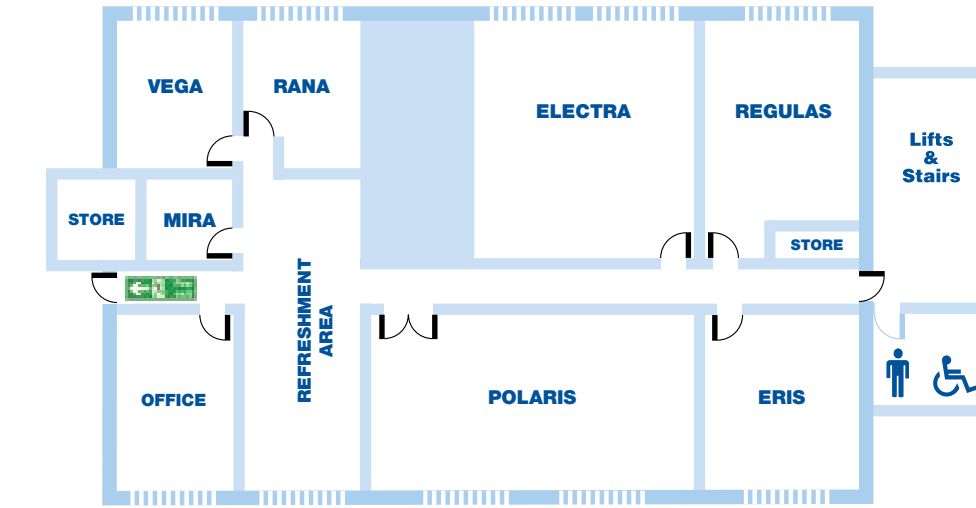 VEGA
RANA
ELECTRA
REGULAS
Lifts
&
Stairs
STORE
MIRA
STORE
REFRESHMENT
AREA
OFFICE
POLARIS
ERIS